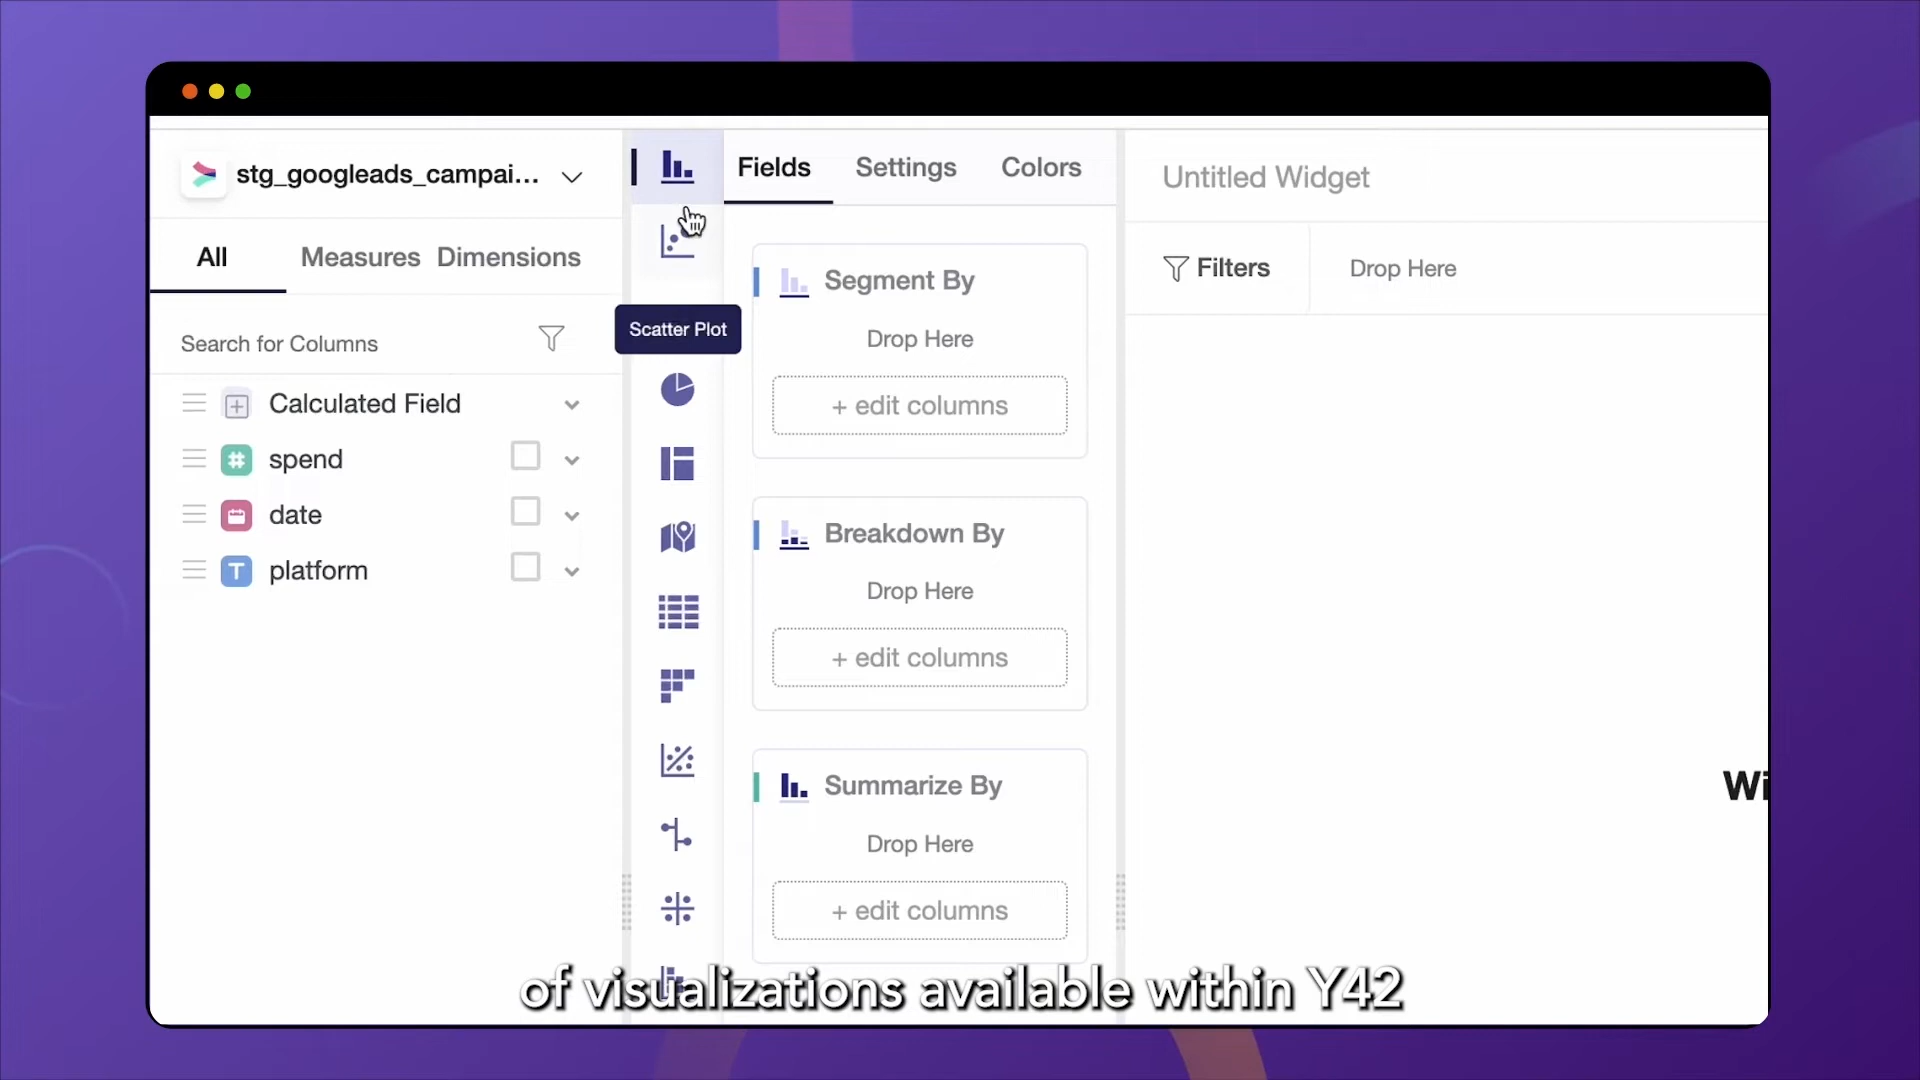 stg_googleads_campai...
All
Measures
Dimensions
Search for Columns
Calculated Field
spend
date
T
platform
Scatter Plot
Fields
Settings
Colors
Segment By
Drop Here
+ edit columns
Breakdown By
Drop Here
+ edit columns
Summarize By
Drop Here
+ edit columns
Untitled Widget
Filters
Drop Here
Wi
of visualizations available within Y42